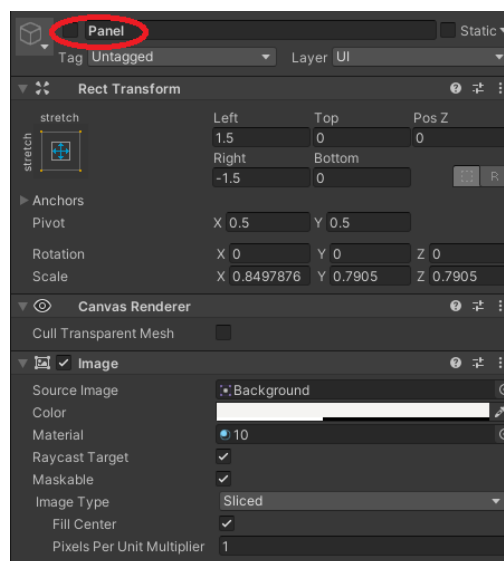 Panel Static
Tag Untagged Layer UI
Rect Transform
stretch Left Top Pos Z
stretch 1.5 0 0
Right Bottom
-1.5 0 R
Anchors
Pivot X 0.5 Y 0.5
Rotation X 0 Y 0 Z 0
Scale X 0.8497876 Y 0.7905 Z 0.7905
Canvas Renderer
Cull Transparent Mesh
Image
Source Image Background
Color
Material 10
Raycast Target
Maskable
Image Type Sliced
Fill Center
Pixels Per Unit Multiplier 1